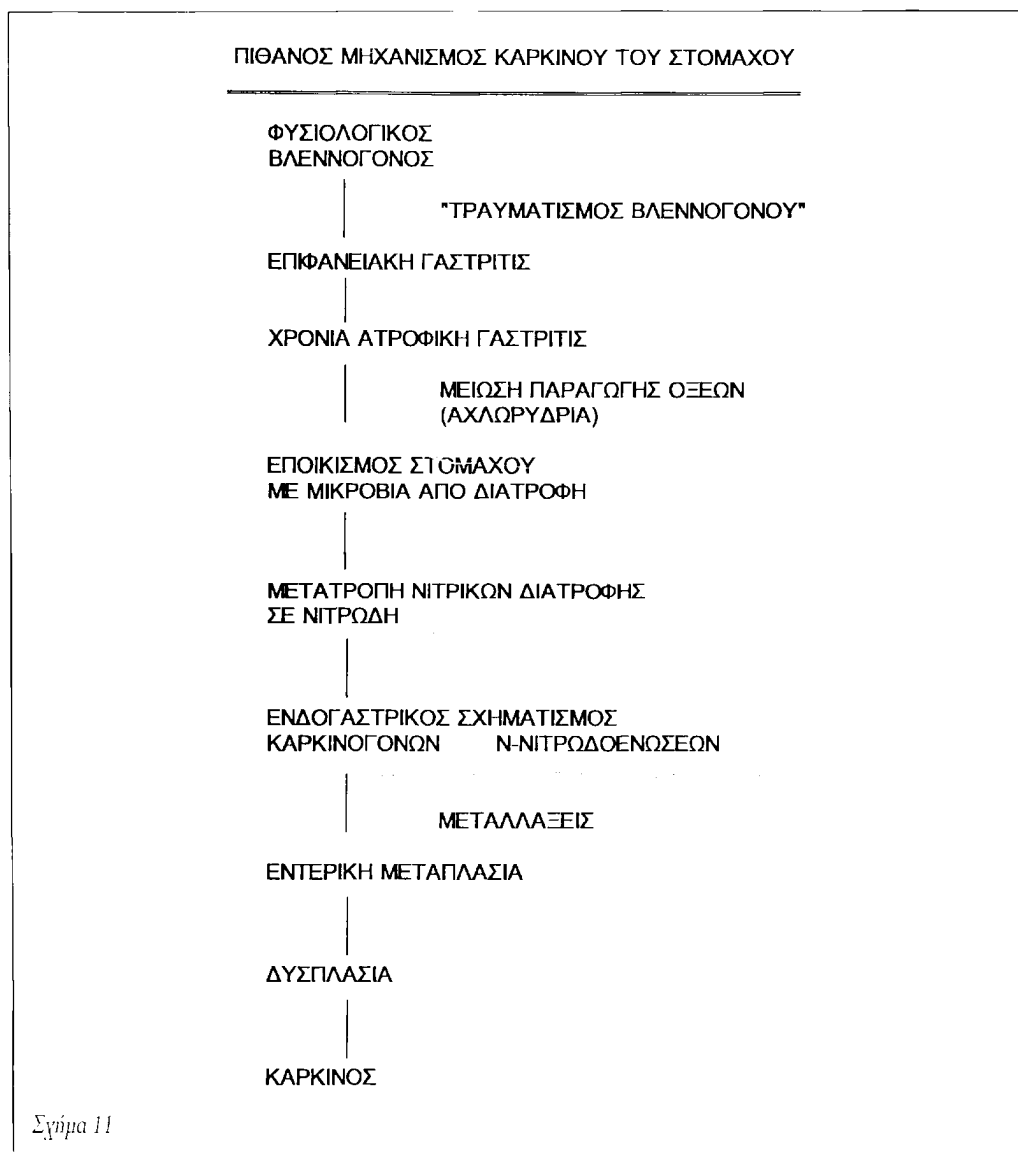 ΠΙΘΑΝΟΣ ΜΗΧΑΝΙΣΜΟΣ ΚΑΡΚΙΝΟΥ ΤΟΥ ΣΤΟΜΑΧΟΥ
ΦΥΣΙΟΛΟΓΙΚΟΣ
ΒΛΕΝΝΟΓΟΝΟΣ
"ΤΡΑΥΜΑΤΙΣΜΟΣ ΒΛΕΝΝΟΓΟΝΟΥ"
ΕΠΙΦΑΝΕΙΑΚΗ ΓΑΣΤΡΙΤΙΣ
ΧΡΟΝΙΑ ΑΤΡΟΦΙΚΗ ΓΑΣΤΡΙΤΙΣ
ΜΕΙΩΣΗ ΠΑΡΑΓΩΓΗΣ ΟΞΕΩΝ
(ΑΧΛΩΡΥΔΡΙΑ)
ΕΠΟΙΚΙΣΜΟΣ ΣΤΟΜΑΧΟΥ
ΜΕ ΜΙΚΡΟΒΙΑ ΑΠΟ ΔΙΑΤΡΟΦΗ
ΜΕΤΑΤΡΟΠΗ ΝΙΤΡΙΚΩΝ ΔΙΑΤΡΟΦΗΣ
ΣΕ ΝΙΤΡΩΔΗ
ΕΝΔΟΓΑΣΤΡΙΚΟΣ ΣΧΗΜΑΤΙΣΜΟΣ
ΚΑΡΚΙΝΟΓΟΝΩΝ Ν-ΝΙΤΡΩΔΟΕΝΩΣΕΩΝ
ΜΕΤΑΛΛΑΞΕΙΣ
ΕΝΤΕΡΙΚΗ ΜΕΤΑΠΛΑΣΙΑ
ΔΥΣΠΛΑΣΙΑ
ΚΑΡΚΙΝΟΣ
Σχήμα 11